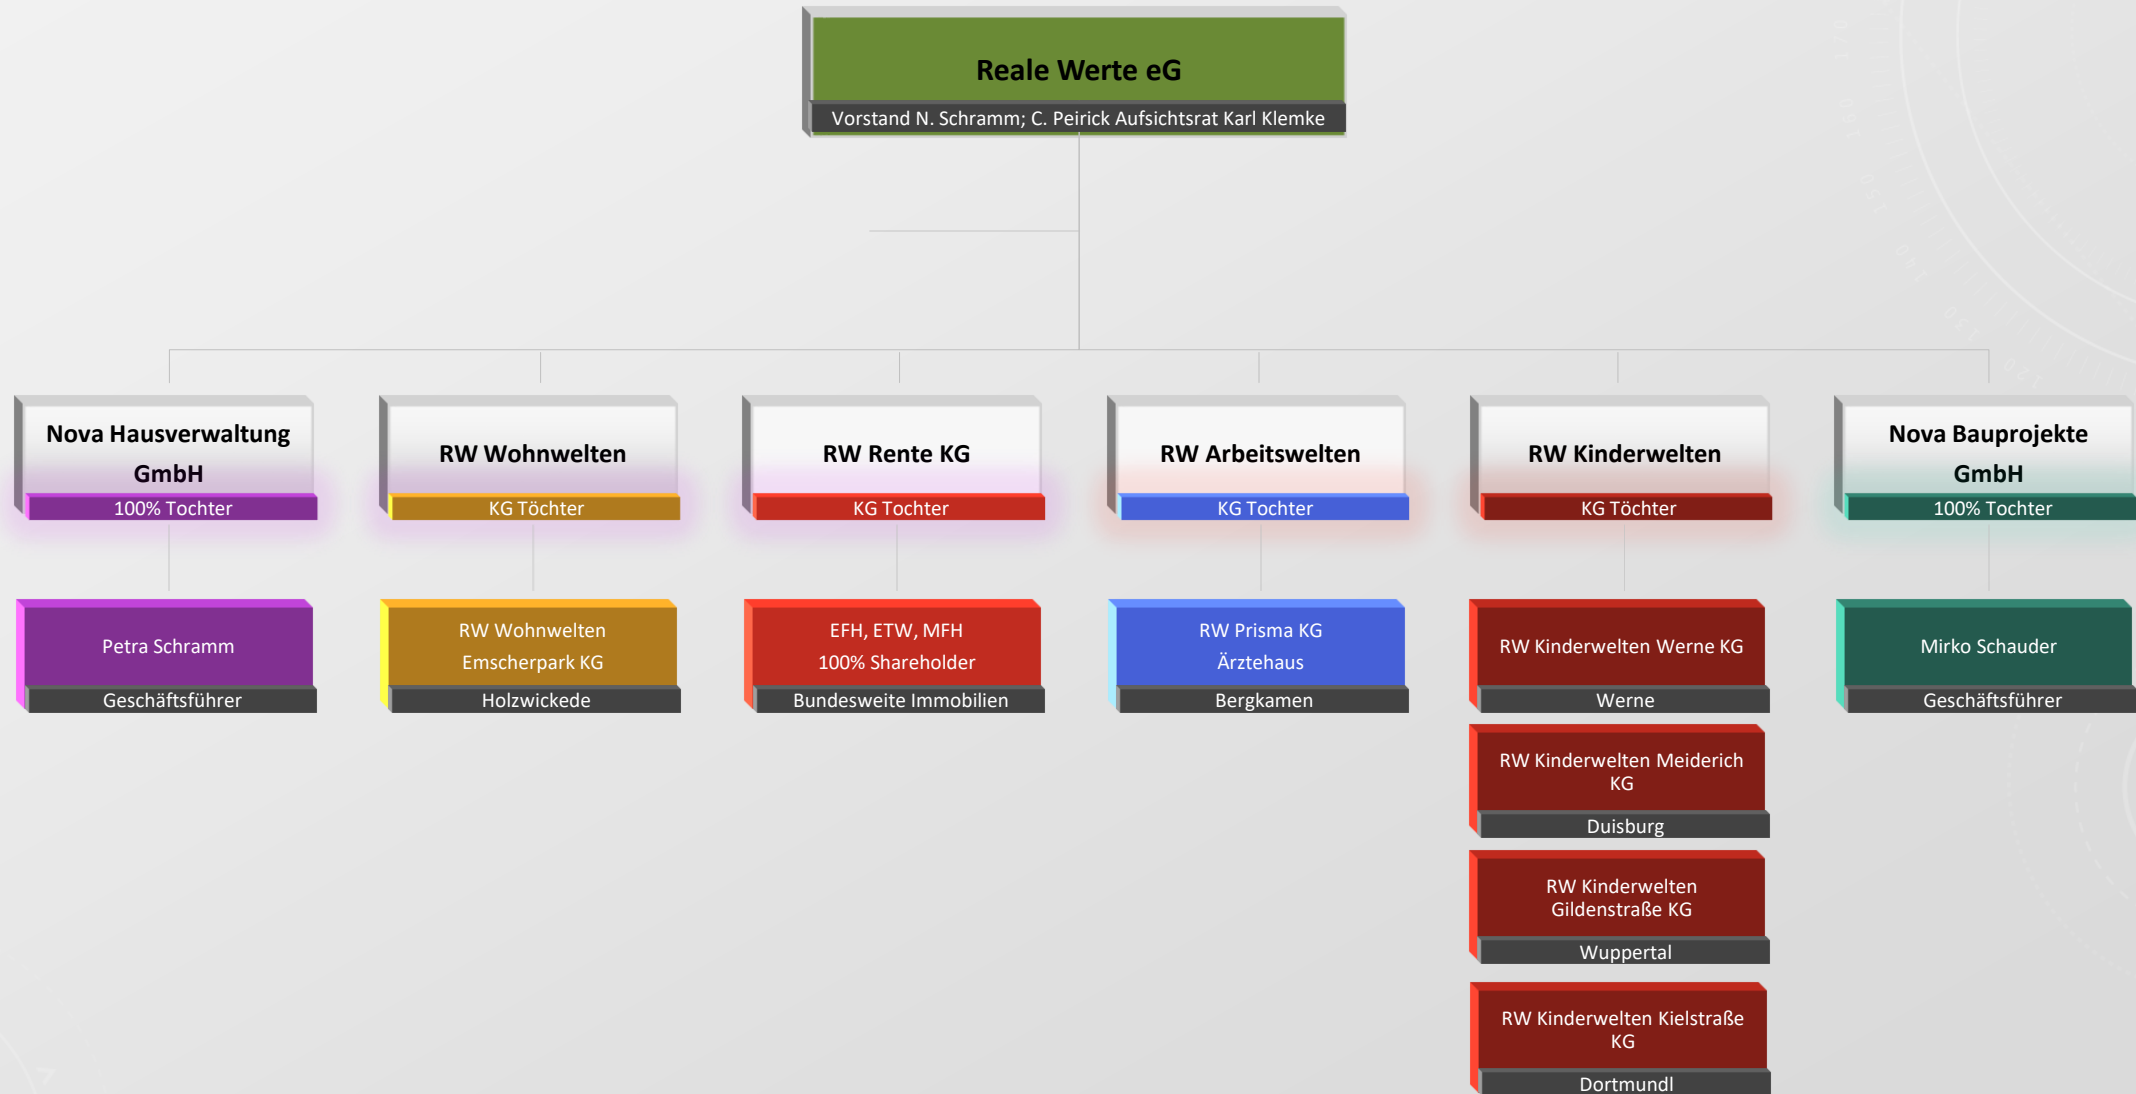 Reale Werte eG
Vorstand N. Schramm; C. Peirick Aufsichtsrat Karl Klemke
Nova Hausverwaltung
GmbH
100% Tochter
RW Wohnwelten
KG Töchter
RW Rente KG
KG Tochter
RW Arbeitswelten
KG Tochter
RW Kinderwelten
KG Töchter
Nova Bauprojekte
GmbH
100% Tochter
Petra Schramm
Geschäftsführer
RW Wohnwelten
Emscherpark KG
Holzwickede
EFH, ETW, MFH
100% Shareholder
Bundesweite Immobilien
RW Prisma KG
Ärztehaus
Bergkamen
RW Kinderwelten Werne KG
Werne
RW Kinderwelten Meiderich
KG
Duisburg
RW Kinderwelten
Gildenstraße KG
Wuppertal
RW Kinderwelten Kielstraße
KG
Dortmundl
Mirko Schauder
Geschäftsführer